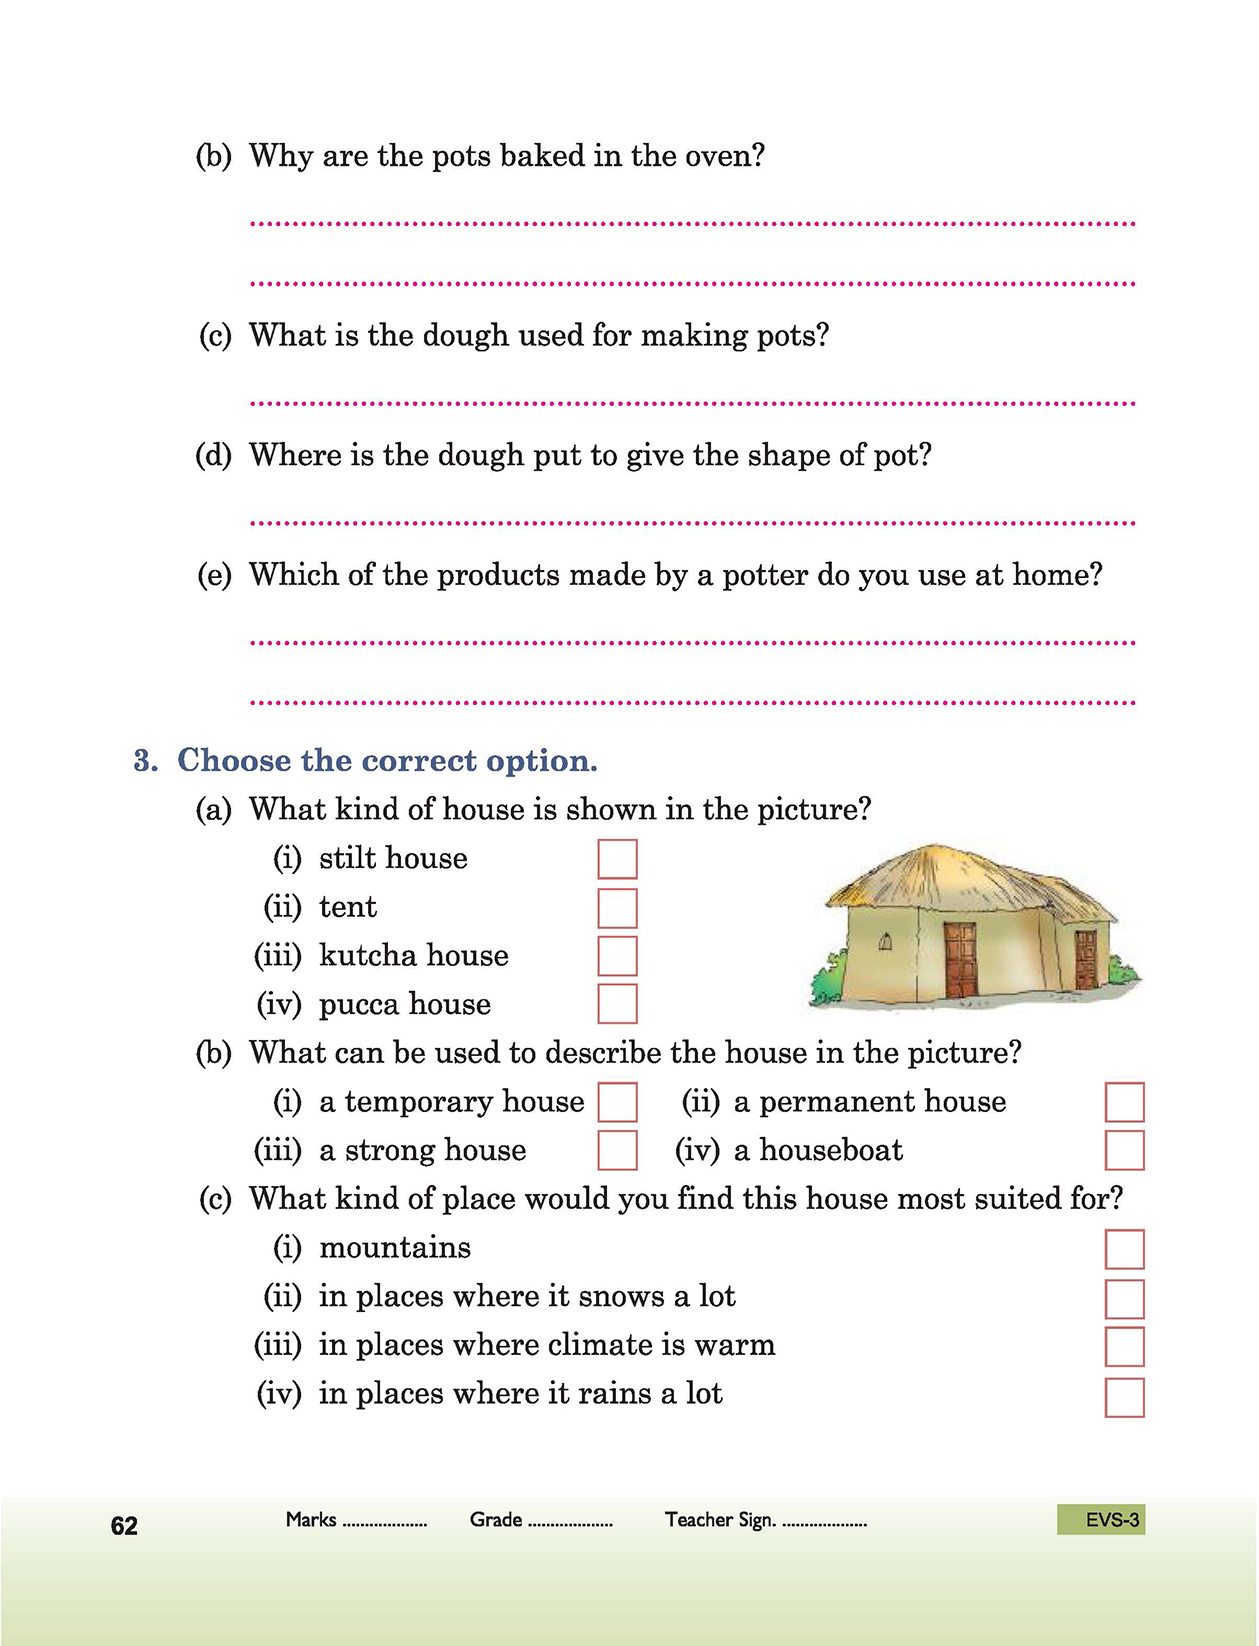 (b) Why are the pots baked in the oven?
....................................................................................................
....................................................................................................
(c) What is the dough used for making pots?
....................................................................................................
(d) Where is the dough put to give the shape of pot?
....................................................................................................
(e) Which of the products made by a potter do you use at home?
....................................................................................................
....................................................................................................
3. Choose the correct option.
(a) What kind of house is shown in the picture?
(i) stilt house
(ii) tent
(iii) kutcha house
(iv) pucca house
(b) What can be used to describe the house in the picture?
(i) a temporary house (ii) a permanent house
(iii) a strong house (iv) a houseboat
(c) What kind of place would you find this house most suited for?
(i) mountains
(ii) in places where it snows a lot
(iii) in places where climate is warm
(iv) in places where it rains a lot
62 Marks ................... Grade ................... Teacher Sign. ................... EVS-3